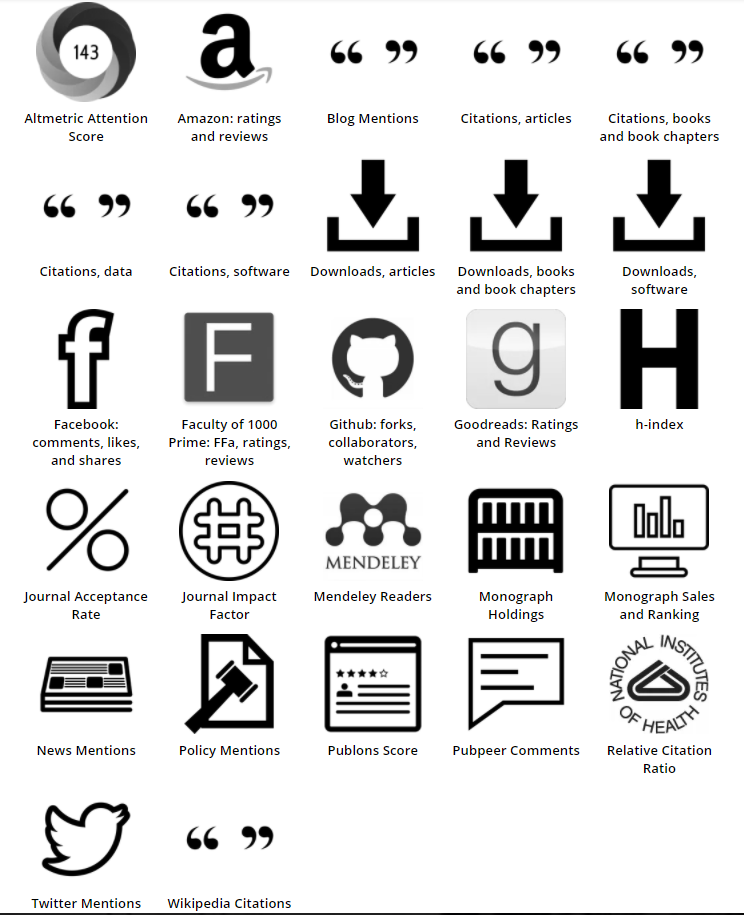 143
a
“ ”
“ ”
“ ”
Altmetric Attention
Score
Amazon: ratings
and reviews
Blog Mentions
Citations, articles
Citations, books
and book chapters
“ ”
“ ”
Citations, data
Citations, software
Downloads, articles
Downloads, books
and book chapters
Downloads,
software
f
F
g
H
Facebook:
comments, likes,
and shares
Faculty of 1000
Prime: FFa, ratings,
reviews
Github: forks,
collaborators,
watchers
Goodreads: Ratings
and Reviews
h-index
%
#
MENDELEY
Journal Acceptance
Rate
Journal Impact
Factor
Mendeley Readers
Monograph
Holdings
Monograph Sales
and Ranking
NATIONAL INSTITUTES
OF HEALTH
News Mentions
Policy Mentions
Publons Score
Pubpeer Comments
Relative Citation
Ratio
“ ”
Twitter Mentions
Wikipedia Citations